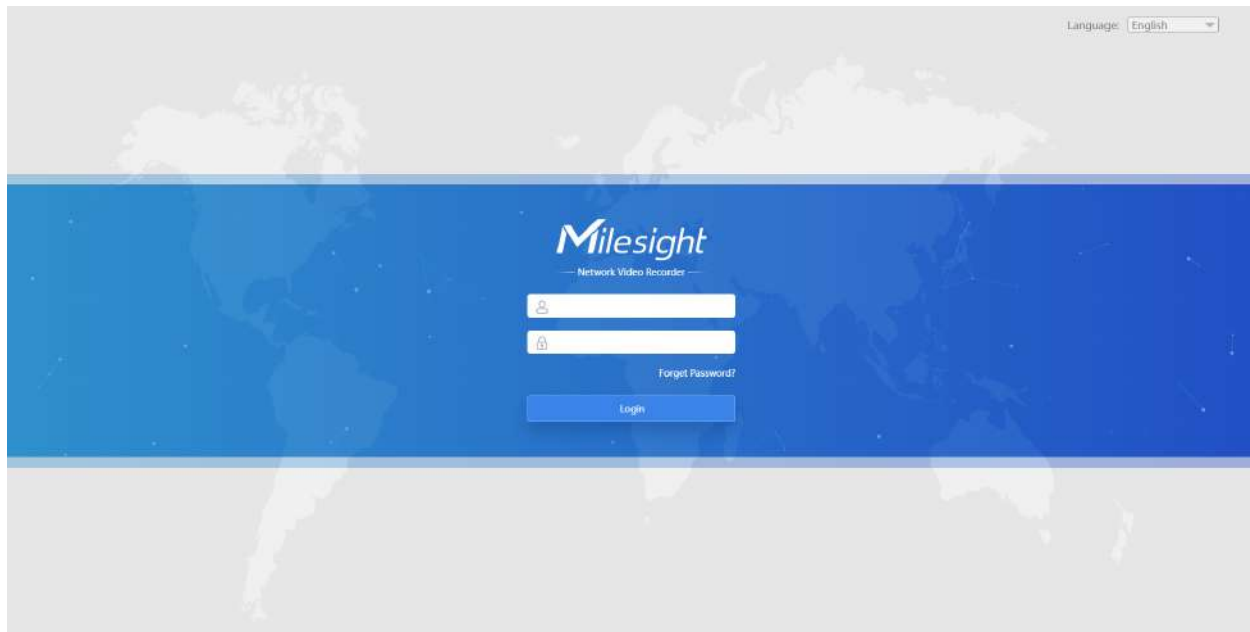 Language: English
Milesight
Network Video Recorder
Forget Password?
Login